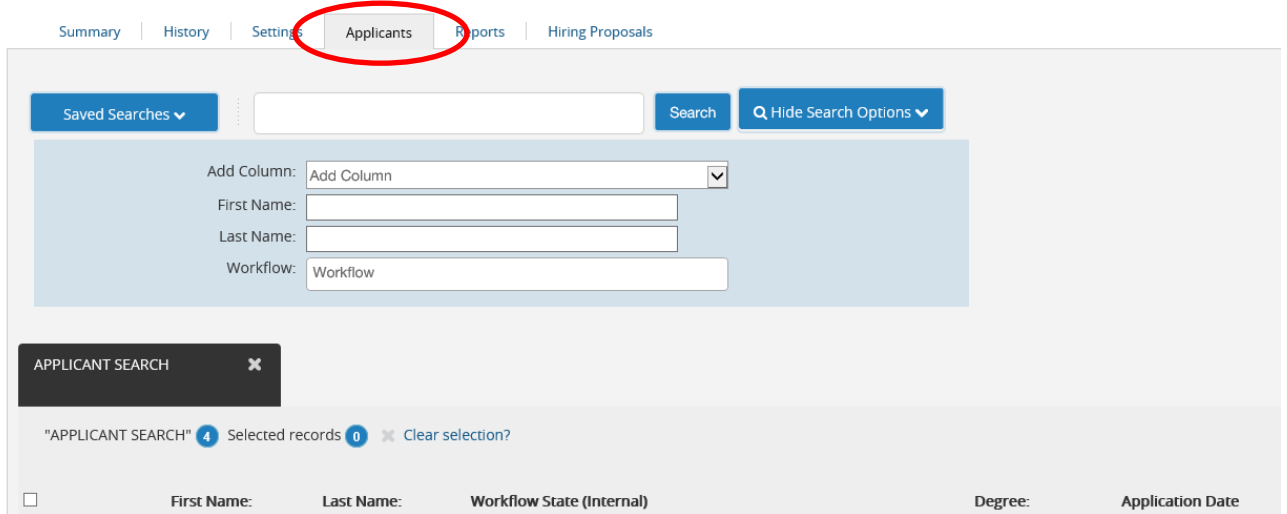 Summary History Settings Applicants Reports Hiring Proposals
Saved Searches Search Hide Search Options
Add Column: Add Column
First Name:
Last Name:
Workflow: Workflow
APPLICANT SEARCH
"APPLICANT SEARCH" 4 Selected records 0 Clear selection?
First Name: Last Name: Workflow State (Internal) Degree: Application Date